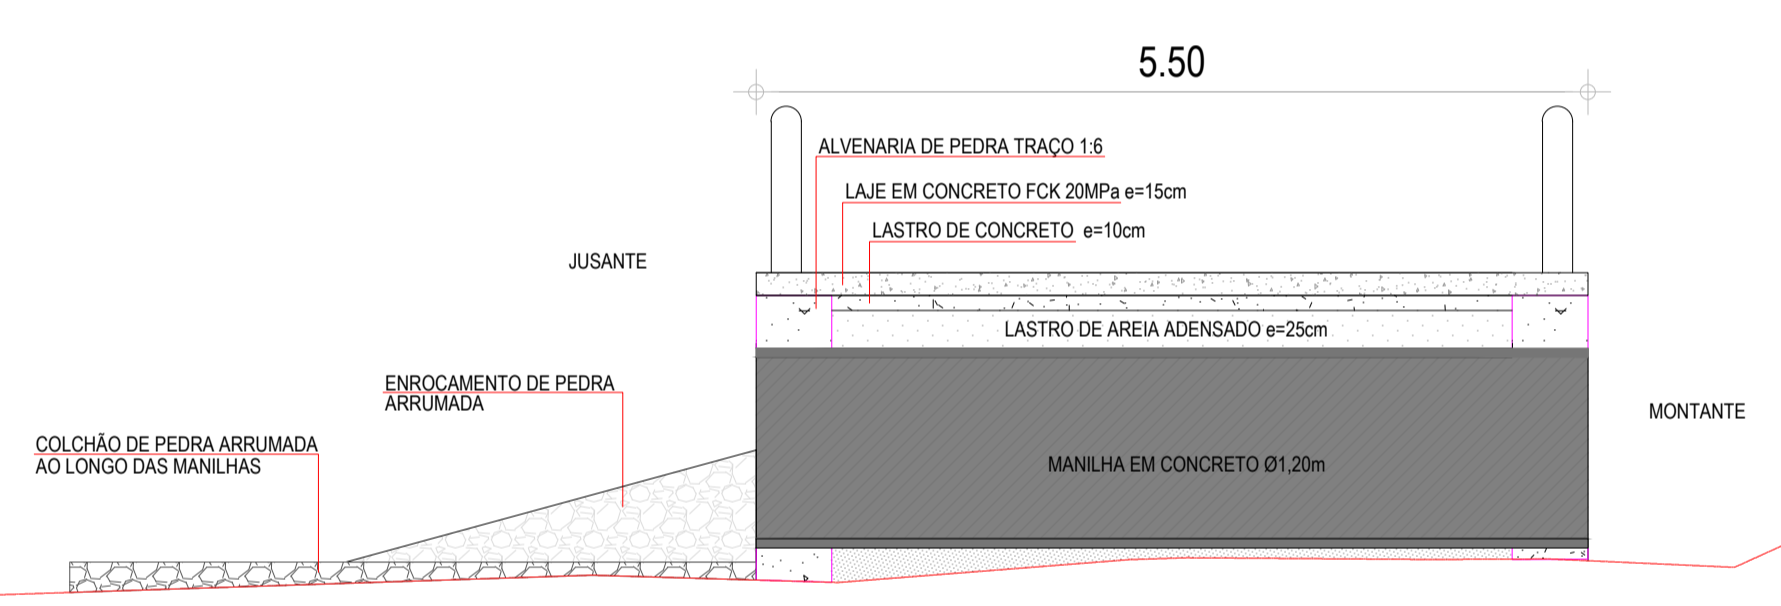 5.50
ALVENARIA DE PEDRA TRAÇO 1:6
LAJE EM CONCRETO FCK 20MPa e=15cm
LASTRO DE CONCRETO e=10cm
JUSANTE
LASTRO DE AREIA ADENSADO e=25cm
ENROCAMENTO DE PEDRA
ARRUMADA
MONTANTE
COLCHÃO DE PEDRA ARRUMADA
AO LONGO DAS MANILHAS
MANILHA EM CONCRETO Ø1,20m